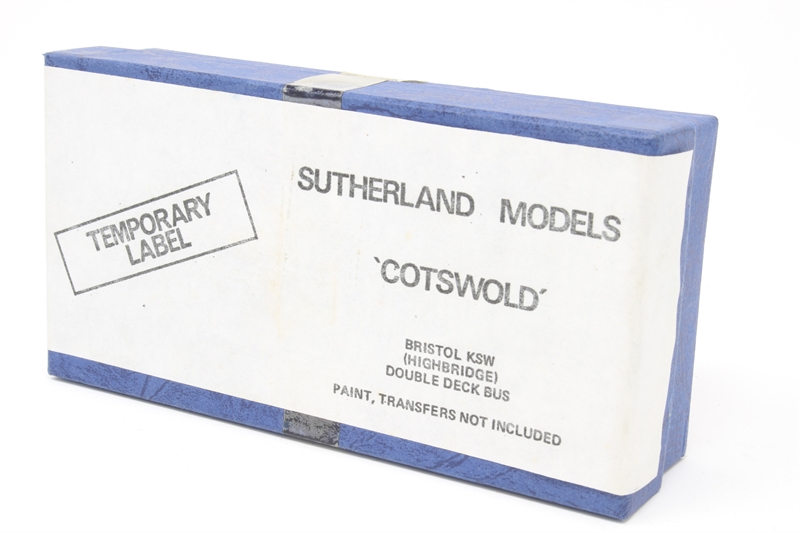 TEMPORARY
LABEL
SUTHERLAND MODELS
‘COTSWOLD’
BRISTOL KSW
(HIGHBRIDGE)
DOUBLE DECK BUS
PAINT, TRANSFERS NOT INCLUDED